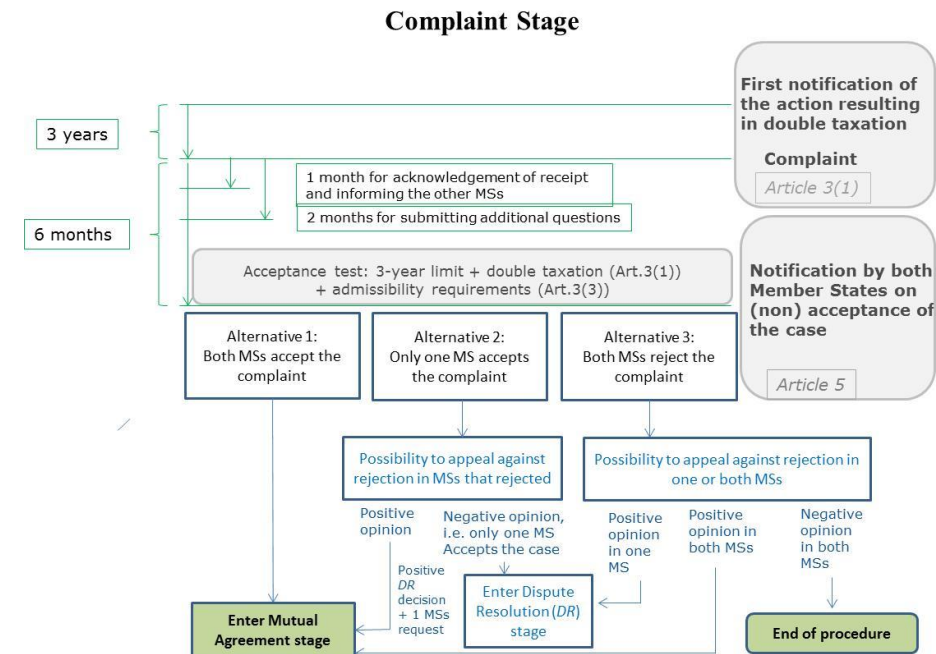 Complaint Stage
First notification of
the action resulting
in double taxation
Complaint
Article 3(1)
3 years
1 month for acknowledgement of receipt
and informing the other MSs
2 months for submitting additional questions
6 months
Acceptance test: 3-year limit + double taxation (Art.3(1))
+ admissibility requirements (Art.3(3))
Notification by both
Member States on
(non) acceptance of
the case
Article 5
Alternative 1:
Both MSs accept the
complaint
Alternative 2:
Only one MS accepts
the complaint
Alternative 3:
Both MSs reject the
complaint
Possibility to appeal against
rejection in MSs that rejected
Possibility to appeal against rejection in
one or both MSs
Positive
opinion
Negative opinion,
i.e. only one MS
Accepts the case
Positive
opinion
in one
MS
Positive
opinion in
both MSs
Negative
opinion
in both
MSs
Positive
DR
decision
+ 1 MSs
request
Enter Dispute
Resolution (DR)
stage
Enter Mutual
Agreement stage
End of procedure